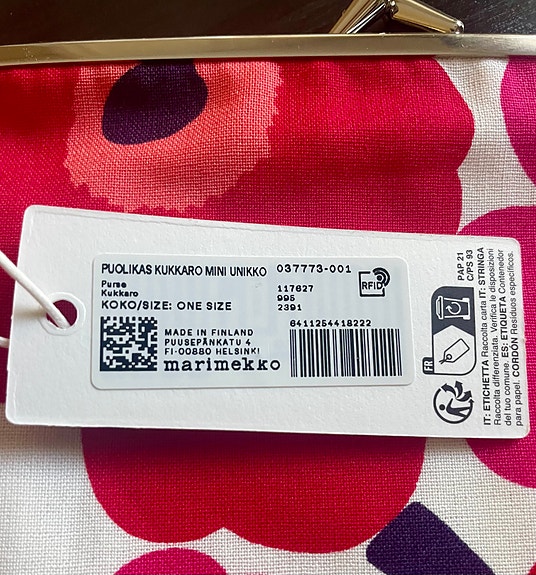 PUOLIKAS KUKKARO MINI UNIKKO 037773-001
Purse
Kukkaro
KOKO/SIZE: ONE SIZE
117627
995
2391
RFiD
6411254418222
MADE IN FINLAND
PUUSEPÄNKATU 4
FI-00880 HELSINKI
marimekko
FR
PAP 21
C/PS 93
IT: ETICHETTA Raccolta carta IT: STRINGA
Raccolta differenziata. Verifica le disposizioni
del tuo comune. ES: ETIQUETA Contenedor
para papel. CORDÓN Residuos específicos.